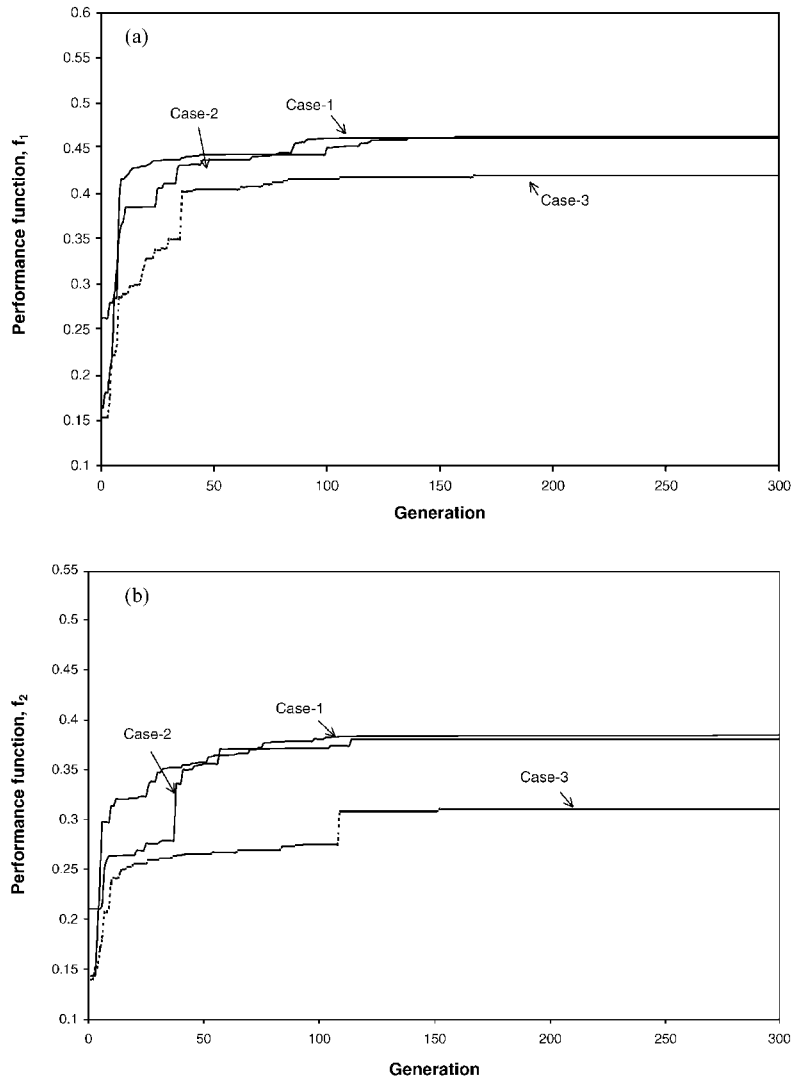 0.6
(a)
0.55
0.5
Case-1
Case-2
0.45
0.4
Case-3
0.35
0.3
0.25
0.2
0.15
0.1
Performance function, f1
0 50 100 150 200 250 300
Generation
0.55
(b)
0.5
0.45
0.4
Case-1
Case-2
0.35
Case-3
0.3
0.25
0.2
0.15
0.1
Performance function, f2
0 50 100 150 200 250 300
Generation